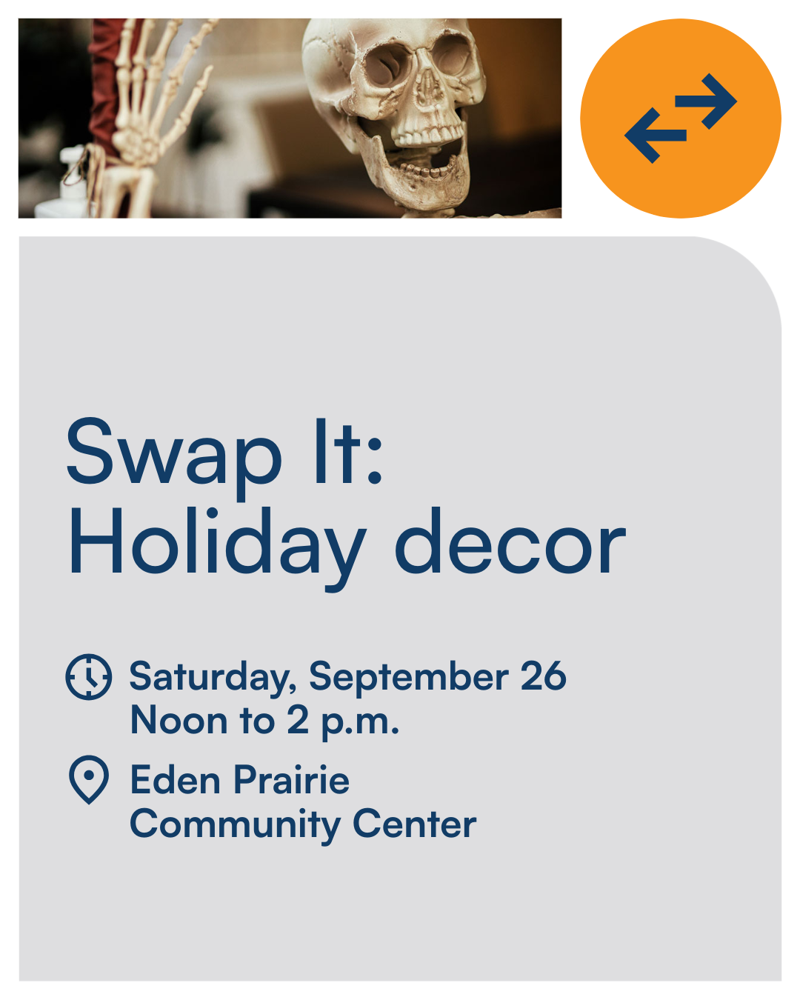 Swap It:
Holiday decor
Saturday, September 26
Noon to 2 p.m.
Eden Prairie
Community Center